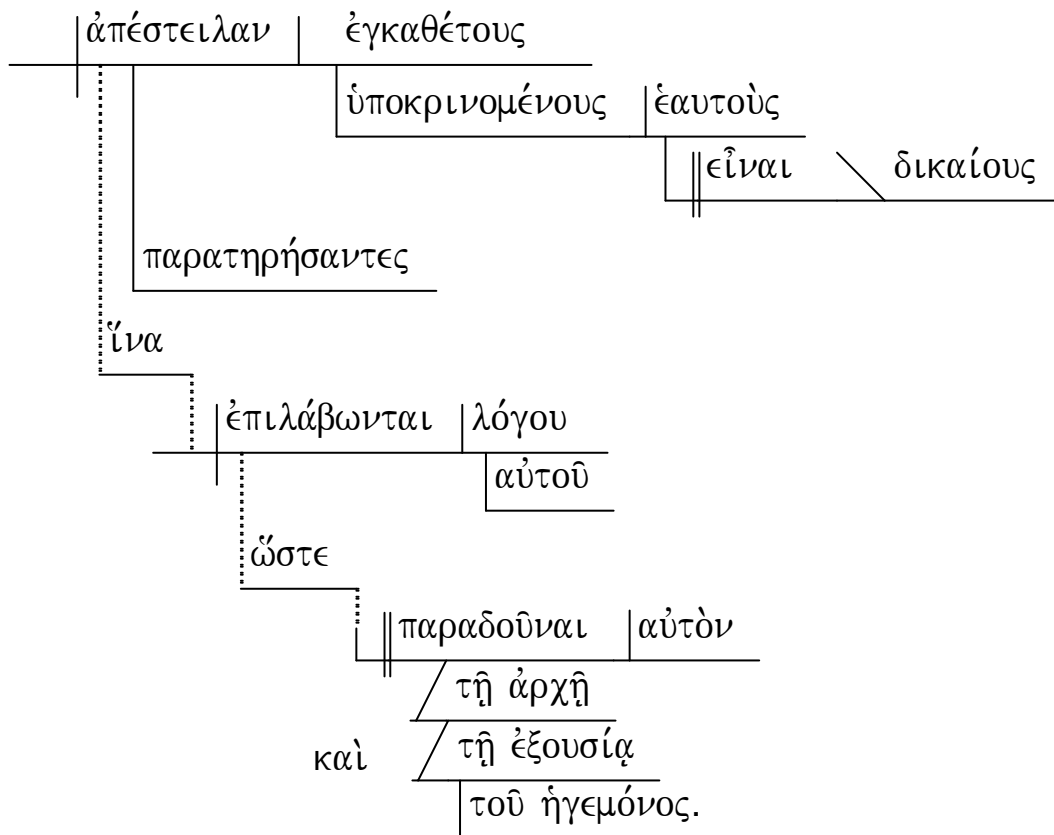 ἀπέστειλαν ἐγκαθέτους
ὑποκρινομένους ἑαυτοὺς
εἶναι δικαίους
παρατηρήσαντες
ἵνα
ἐπιλάβωνται λόγου
αὐτοῦ
ὥστε
παραδοῦναι αὐτὸν
τῇ ἀρχῇ
καὶ τῇ ἐξουσίᾳ
τοῦ ἡγεμόνος.